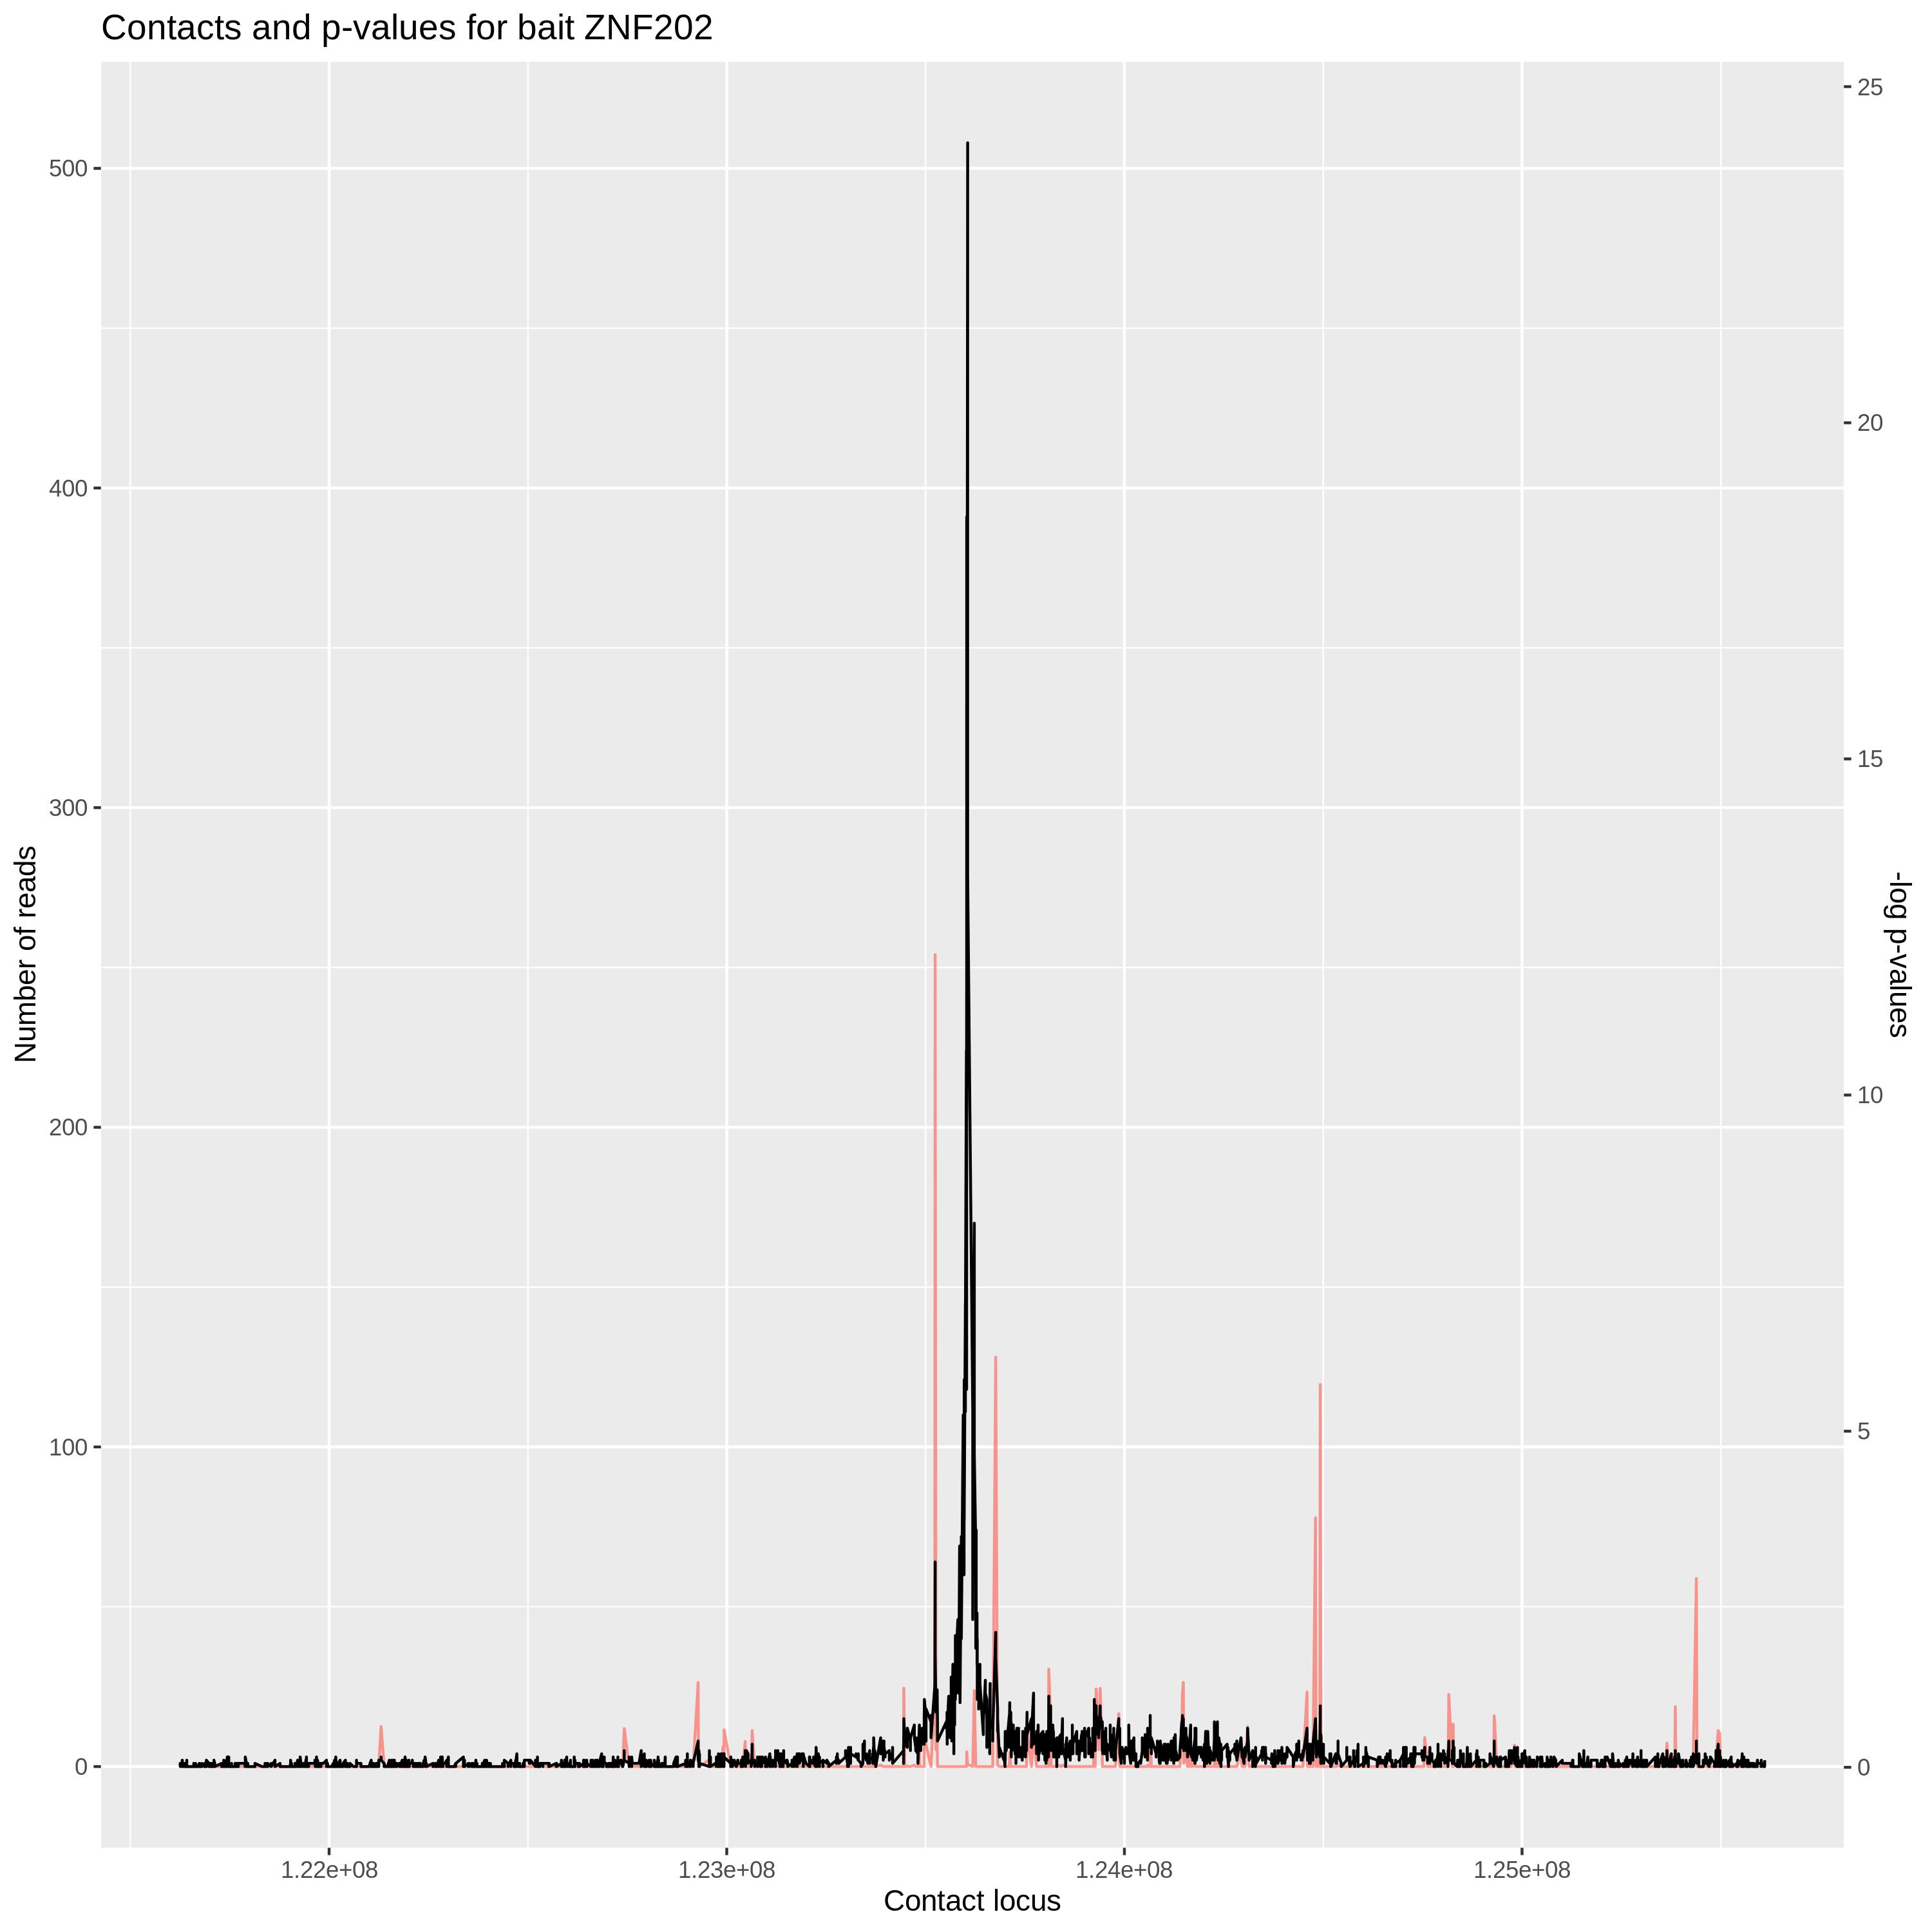 Contacts and p-values for bait ZNF202
500
400
300
200
100
0
Number of reads
25
20
15
10
5
0
-log p-values
1.22e+08
1.23e+08
1.24e+08
1.25e+08
Contact locus